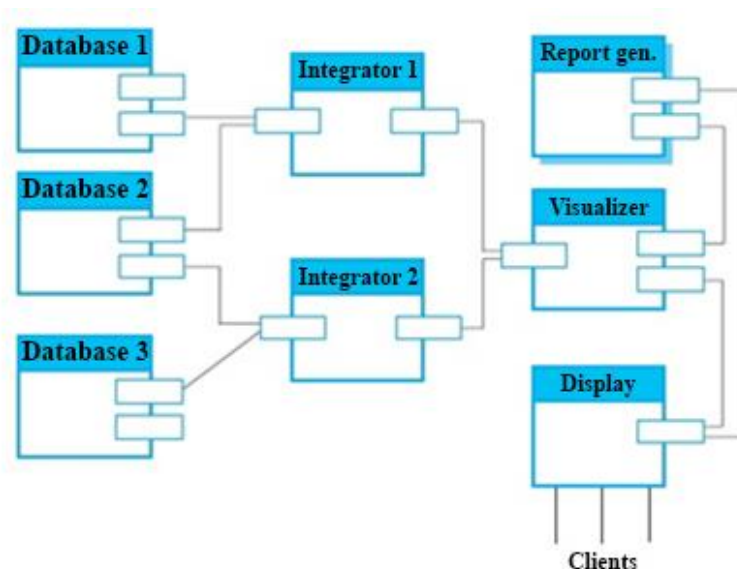 Database 1
Integrator 1
Report gen.
Database 2
Visualizer
Integrator 2
Database 3
Display
Clients